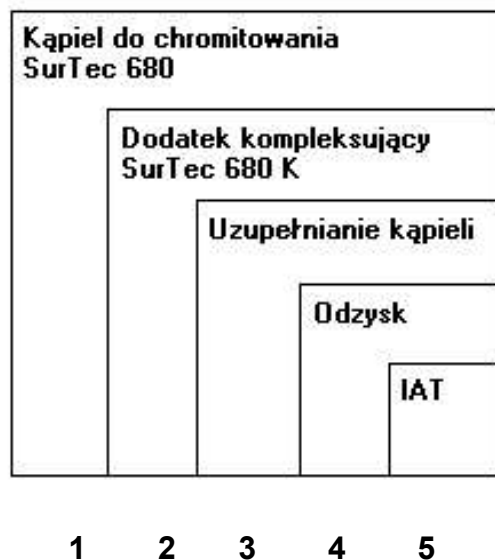 Kąpiel do chromitowania
SurTec 680
Dodatek kompleksujący
SurTec 680 K
Uzupełnianie kąpieli
Odzysk
IAT
1 2 3 4 5